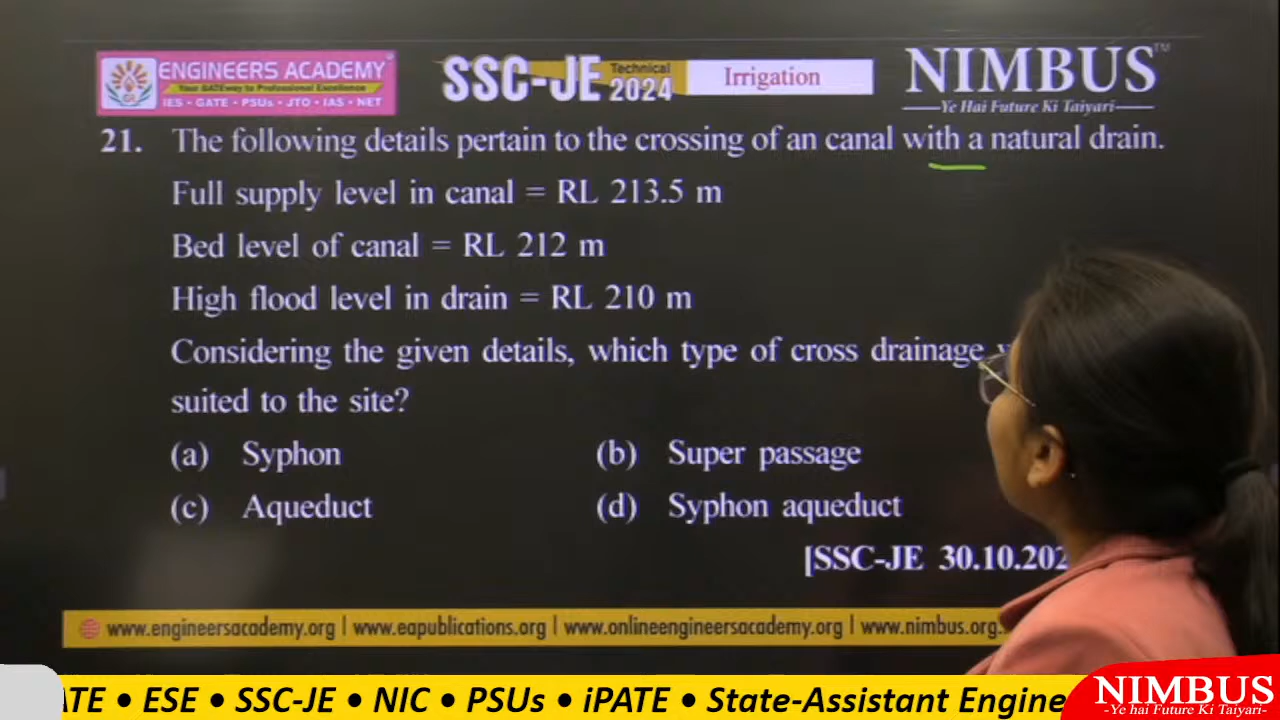 ENGINEERS ACADEMY
Your GATEway to Professional Excellence
IES • GATE • PSUs • JTO • IAS • NET
SSC-JE Technical 2024
Irrigation
NIMBUS™
Ye Hai Future Ki Taiyari
21. The following details pertain to the crossing of an canal with a natural drain.
Full supply level in canal = RL 213.5 m
Bed level of canal = RL 212 m
High flood level in drain = RL 210 m
Considering the given details, which type of cross drainage
suited to the site?
(a) Syphon (b) Super passage
(c) Aqueduct (d) Syphon aqueduct
[SSC-JE 30.10.202
www.engineersacademy.org | www.eapublications.org | www.onlineengineersacademy.org | www.nimbus.org.
ATE • ESE • SSC-JE • NIC • PSUs • iPATE • State-Assistant Engine
NIMBUS
-Ye hai Future Ki Taiyari-